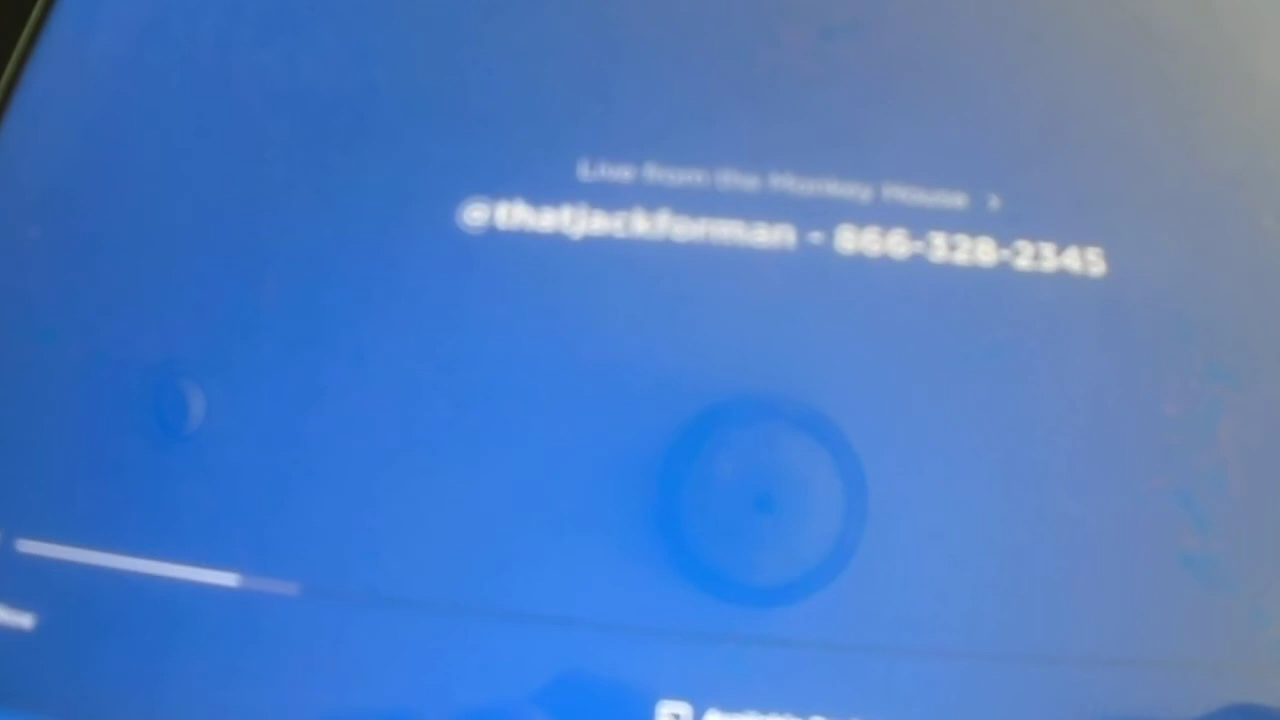 Live from the Monkey House >
@thatjackforman - 866-328-2345